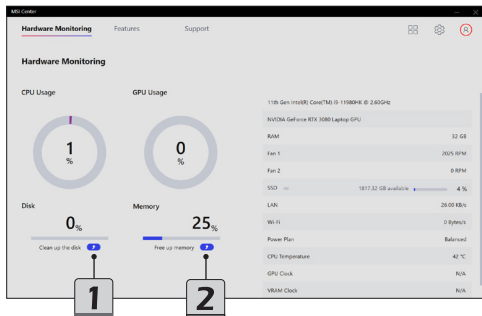 MSI Center
Hardware Monitoring
Features
Support
Hardware Monitoring
CPU Usage
GPU Usage
1
%
0
%
Disk
Memory
0%
25%
Clean up the disk
Free up memory
1
2
11th Gen Intel(R) Core(TM) i9-11980HK @ 2.60GHz
NVIDIA GeForce RTX 3080 Laptop GPU
RAM 32 GB
Fan 1 2025 RPM
Fan 2 0 RPM
SSD 1817.32 GB available 4 %
LAN 26.00 KB/s
Wi-Fi 0 Bytes/s
Power Plan Balanced
CPU Temperature 42 °C
GPU Clock N/A
VRAM Clock N/A